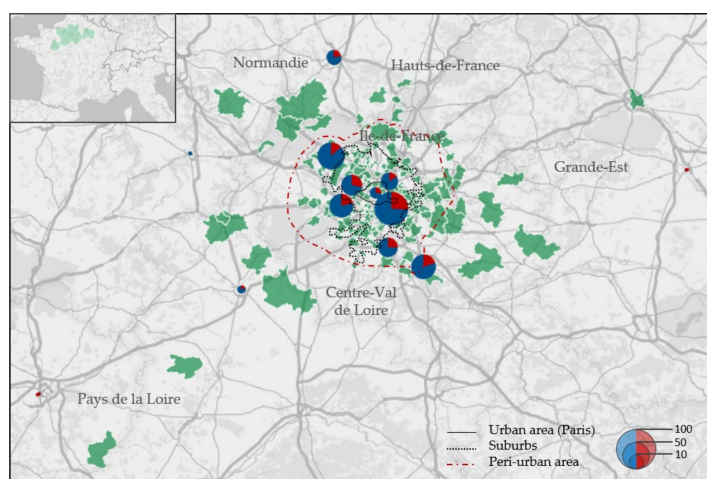 Normandie
Hauts-de-France
Ile-de-France
Grande-Est
Centre-Val
de Loire
Pays de la Loire
Urban area (Paris)
Suburbs
Peri-urban area
100
50
10